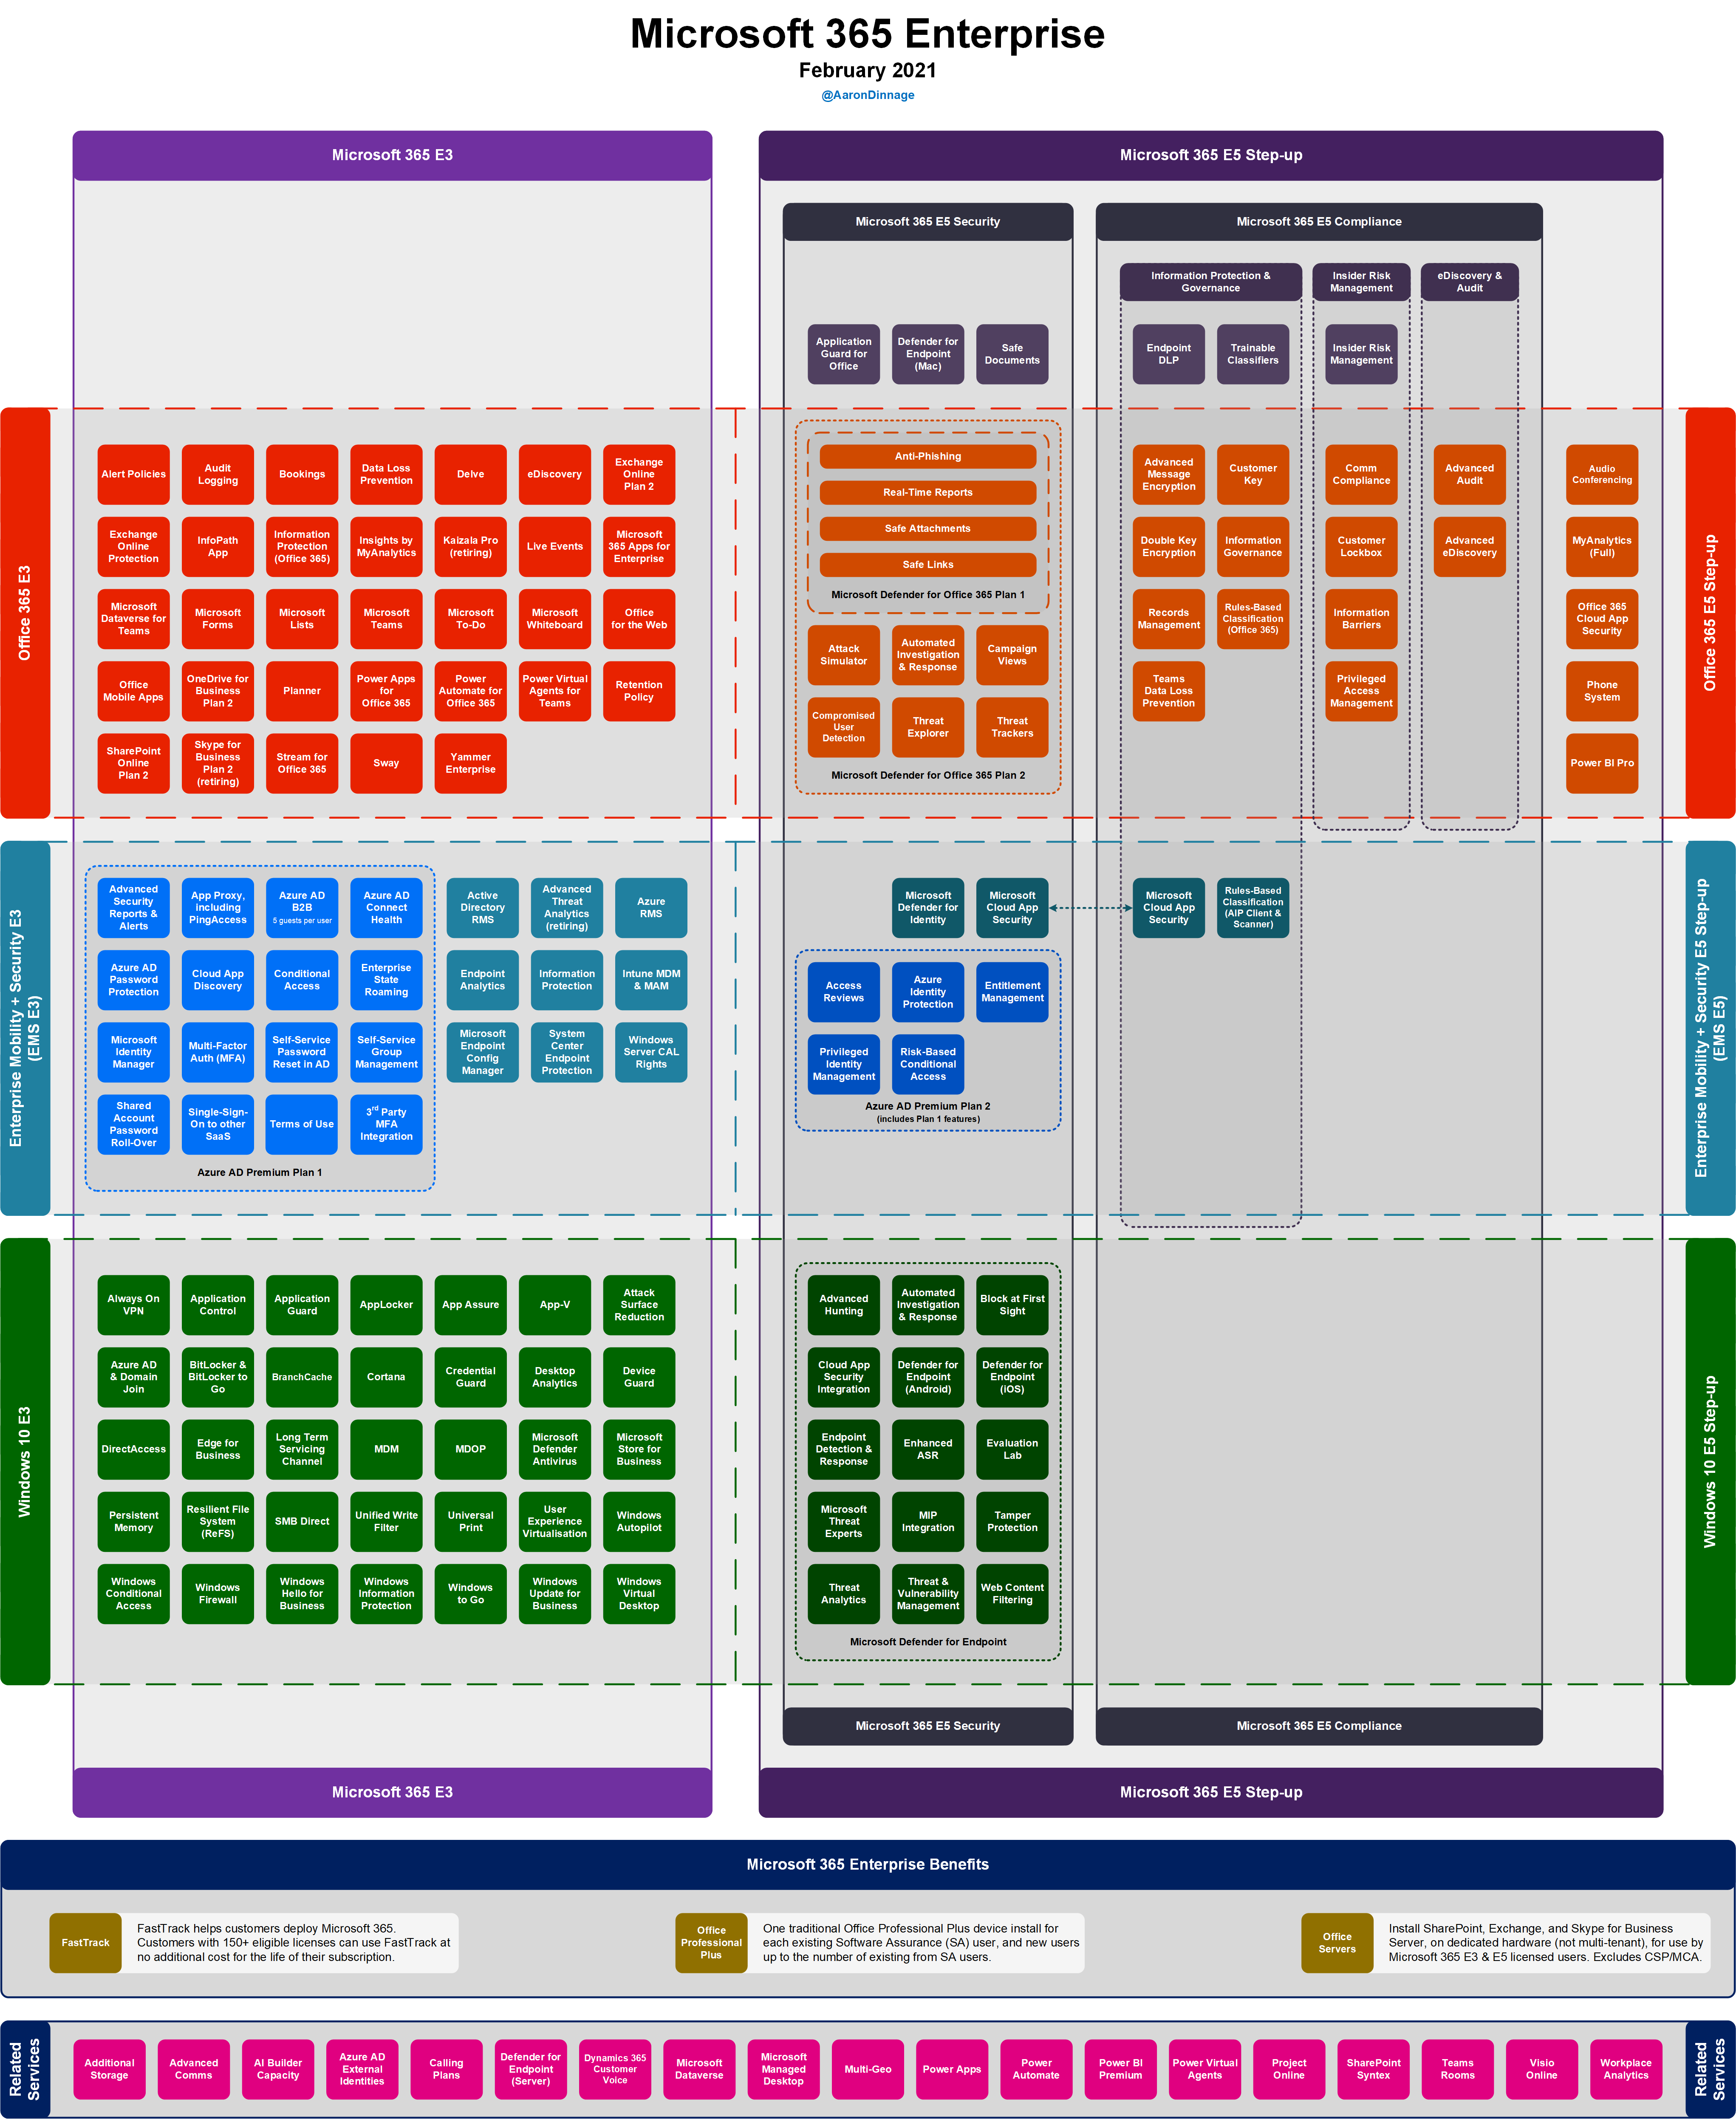 Microsoft 365 Enterprise
February 2021
@AaronDinnage
Microsoft 365 E3
Microsoft 365 E5 Step-up
Microsoft 365 E5 Security
Microsoft 365 E5 Compliance
Information Protection &
Governance
Insider Risk
Management
eDiscovery &
Audit
Application
Guard for
Office
Defender for
Endpoint
(Mac)
Safe
Documents
Endpoint
DLP
Trainable
Classifiers
Insider Risk
Management
Office 365 E3
Alert Policies
Audit
Logging
Bookings
Data Loss
Prevention
Delve
eDiscovery
Exchange
Online
Plan 2
Exchange
Online
Protection
InfoPath
App
Information
Protection
(Office 365)
Insights by
MyAnalytics
Kaizala Pro
(retiring)
Live Events
Microsoft
365 Apps for
Enterprise
Microsoft
Dataverse for
Teams
Microsoft
Forms
Microsoft
Lists
Microsoft
Teams
Microsoft
To-Do
Microsoft
Whiteboard
Office
for the Web
Office
Mobile Apps
OneDrive for
Business
Plan 2
Planner
Power Apps
for
Office 365
Power
Automate for
Office 365
Power Virtual
Agents for
Teams
Retention
Policy
SharePoint
Online
Plan 2
Skype for
Business
Plan 2
(retiring)
Stream for
Office 365
Sway
Yammer
Enterprise
Anti-Phishing
Real-Time Reports
Safe Attachments
Safe Links
Microsoft Defender for Office 365 Plan 1
Attack
Simulator
Automated
Investigation
& Response
Campaign
Views
Compromised
User
Detection
Threat
Explorer
Threat
Trackers
Microsoft Defender for Office 365 Plan 2
Advanced
Message
Encryption
Customer
Key
Double Key
Encryption
Information
Governance
Records
Management
Rules-Based
Classification
(Office 365)
Teams
Data Loss
Prevention
Comm
Compliance
Customer
Lockbox
Information
Barriers
Privileged
Access
Management
Advanced
Audit
Advanced
eDiscovery
Audio
Conferencing
MyAnalytics
(Full)
Office 365
Cloud App
Security
Phone
System
Power BI Pro
Office 365 E5 Step-up
Enterprise Mobility + Security E3
(EMS E3)
Advanced
Security
Reports &
Alerts
App Proxy,
including
PingAccess
Azure AD
B2B
5 guests per user
Azure AD
Connect
Health
Azure AD
Password
Protection
Cloud App
Discovery
Conditional
Access
Enterprise
State
Roaming
Microsoft
Identity
Manager
Multi-Factor
Auth (MFA)
Self-Service
Password
Reset in AD
Self-Service
Group
Management
Shared
Account
Password
Roll-Over
Single-Sign-
On to other
SaaS
Terms of Use
3rd Party
MFA
Integration
Azure AD Premium Plan 1
Active
Directory
RMS
Advanced
Threat
Analytics
(retiring)
Azure
RMS
Endpoint
Analytics
Information
Protection
Intune MDM
& MAM
Microsoft
Endpoint
Config
Manager
System
Center
Endpoint
Protection
Windows
Server CAL
Rights
Microsoft
Defender for
Identity
Microsoft
Cloud App
Security
Microsoft
Cloud App
Security
Rules-Based
Classification
(AIP Client &
Scanner)
Access
Reviews
Azure
Identity
Protection
Entitlement
Management
Privileged
Identity
Management
Risk-Based
Conditional
Access
Azure AD Premium Plan 2
(includes Plan 1 features)
Enterprise Mobility + Security E5 Step-up
(EMS E5)
Windows 10 E3
Always On
VPN
Application
Control
Application
Guard
AppLocker
App Assure
App-V
Attack
Surface
Reduction
Azure AD
& Domain
Join
BitLocker &
BitLocker to
Go
BranchCache
Cortana
Credential
Guard
Desktop
Analytics
Device
Guard
DirectAccess
Edge for
Business
Long Term
Servicing
Channel
MDM
MDOP
Microsoft
Defender
Antivirus
Microsoft
Store for
Business
Persistent
Memory
Resilient File
System
(ReFS)
SMB Direct
Unified Write
Filter
Universal
Print
User
Experience
Virtualisation
Windows
Autopilot
Windows
Conditional
Access
Windows
Firewall
Windows
Hello for
Business
Windows
Information
Protection
Windows
to Go
Windows
Update for
Business
Windows
Virtual
Desktop
Advanced
Hunting
Automated
Investigation
& Response
Block at First
Sight
Cloud App
Security
Integration
Defender for
Endpoint
(Android)
Defender for
Endpoint
(iOS)
Endpoint
Detection &
Response
Enhanced
ASR
Evaluation
Lab
Microsoft
Threat
Experts
MIP
Integration
Tamper
Protection
Threat
Analytics
Threat &
Vulnerability
Management
Web Content
Filtering
Microsoft Defender for Endpoint
Windows 10 E5 Step-up
Microsoft 365 E5 Security
Microsoft 365 E5 Compliance
Microsoft 365 E3
Microsoft 365 E5 Step-up
Microsoft 365 Enterprise Benefits
FastTrack
FastTrack helps customers deploy Microsoft 365.
Customers with 150+ eligible licenses can use FastTrack at
no additional cost for the life of their subscription.
Office
Professional
Plus
One traditional Office Professional Plus device install for
each existing Software Assurance (SA) user, and new users
up to the number of existing from SA users.
Office
Servers
Install SharePoint, Exchange, and Skype for Business
Server, on dedicated hardware (not multi-tenant), for use by
Microsoft 365 E3 & E5 licensed users. Excludes CSP/MCA.
Related
Services
Additional
Storage
Advanced
Comms
AI Builder
Capacity
Azure AD
External
Identities
Calling
Plans
Defender for
Endpoint
(Server)
Dynamics 365
Customer
Voice
Microsoft
Dataverse
Microsoft
Managed
Desktop
Multi-Geo
Power Apps
Power
Automate
Power BI
Premium
Power Virtual
Agents
Project
Online
SharePoint
Syntex
Teams
Rooms
Visio
Online
Workplace
Analytics
Related
Services